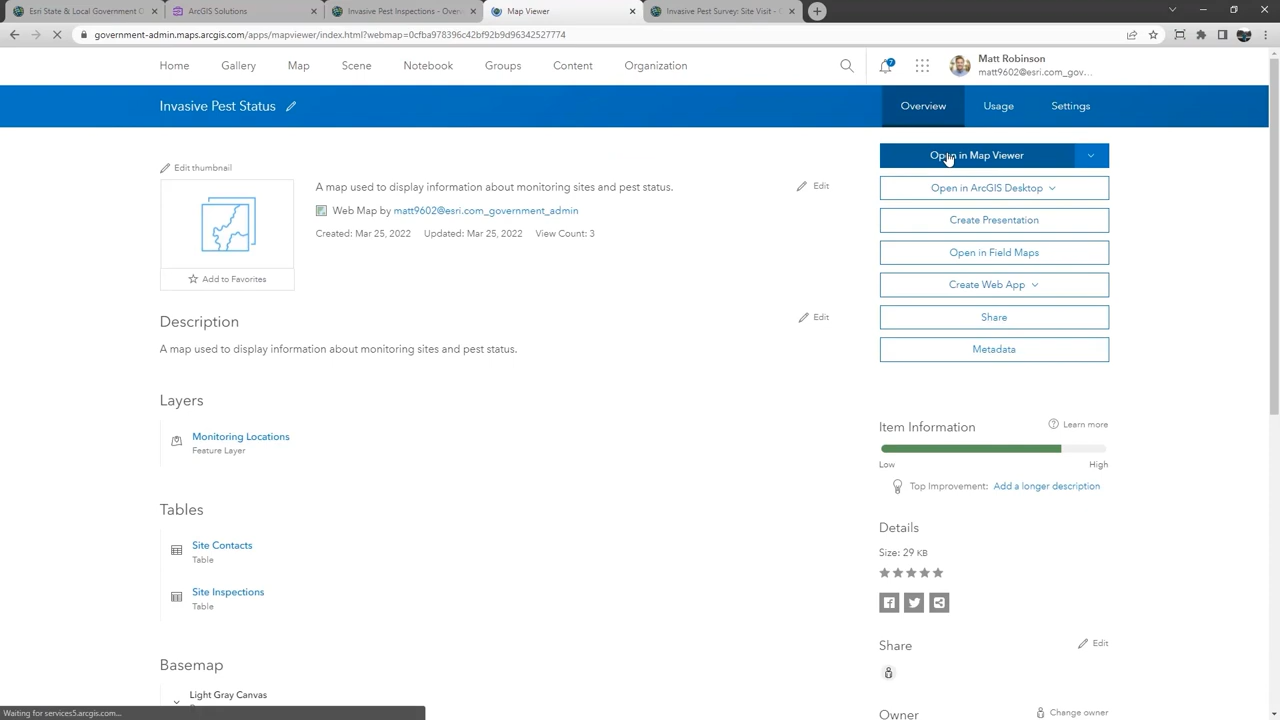 Esri State & Local Government O
ArcGIS Solutions
Invasive Pest Inspections - Overv
Map Viewer
Invasive Pest Survey: Site Visit - C
government-admin.maps.arcgis.com/apps/mapviewer/index.html?webmap=0cfba978396c42bf92b9d96342527774
Home
Gallery
Map
Scene
Notebook
Groups
Content
Organization
7
Matt Robinson
matt9602@esri.com_gov...
Invasive Pest Status
Overview
Usage
Settings
Edit thumbnail
Open in Map Viewer
A map used to display information about monitoring sites and pest status.
Edit
Open in ArcGIS Desktop
Web Map by matt9602@esri.com_government_admin
Create Presentation
Created: Mar 25, 2022 Updated: Mar 25, 2022 View Count: 3
Open in Field Maps
Add to Favorites
Create Web App
Description
Edit
Share
A map used to display information about monitoring sites and pest status.
Metadata
Layers
Monitoring Locations
Feature Layer
Item Information
Learn more
Low
High
Top Improvement: Add a longer description
Tables
Site Contacts
Table
Site Inspections
Table
Details
Size: 29 KB
Share
Edit
Basemap
Light Gray Canvas
Owner
Change owner
Waiting for services5.arcgis.com...